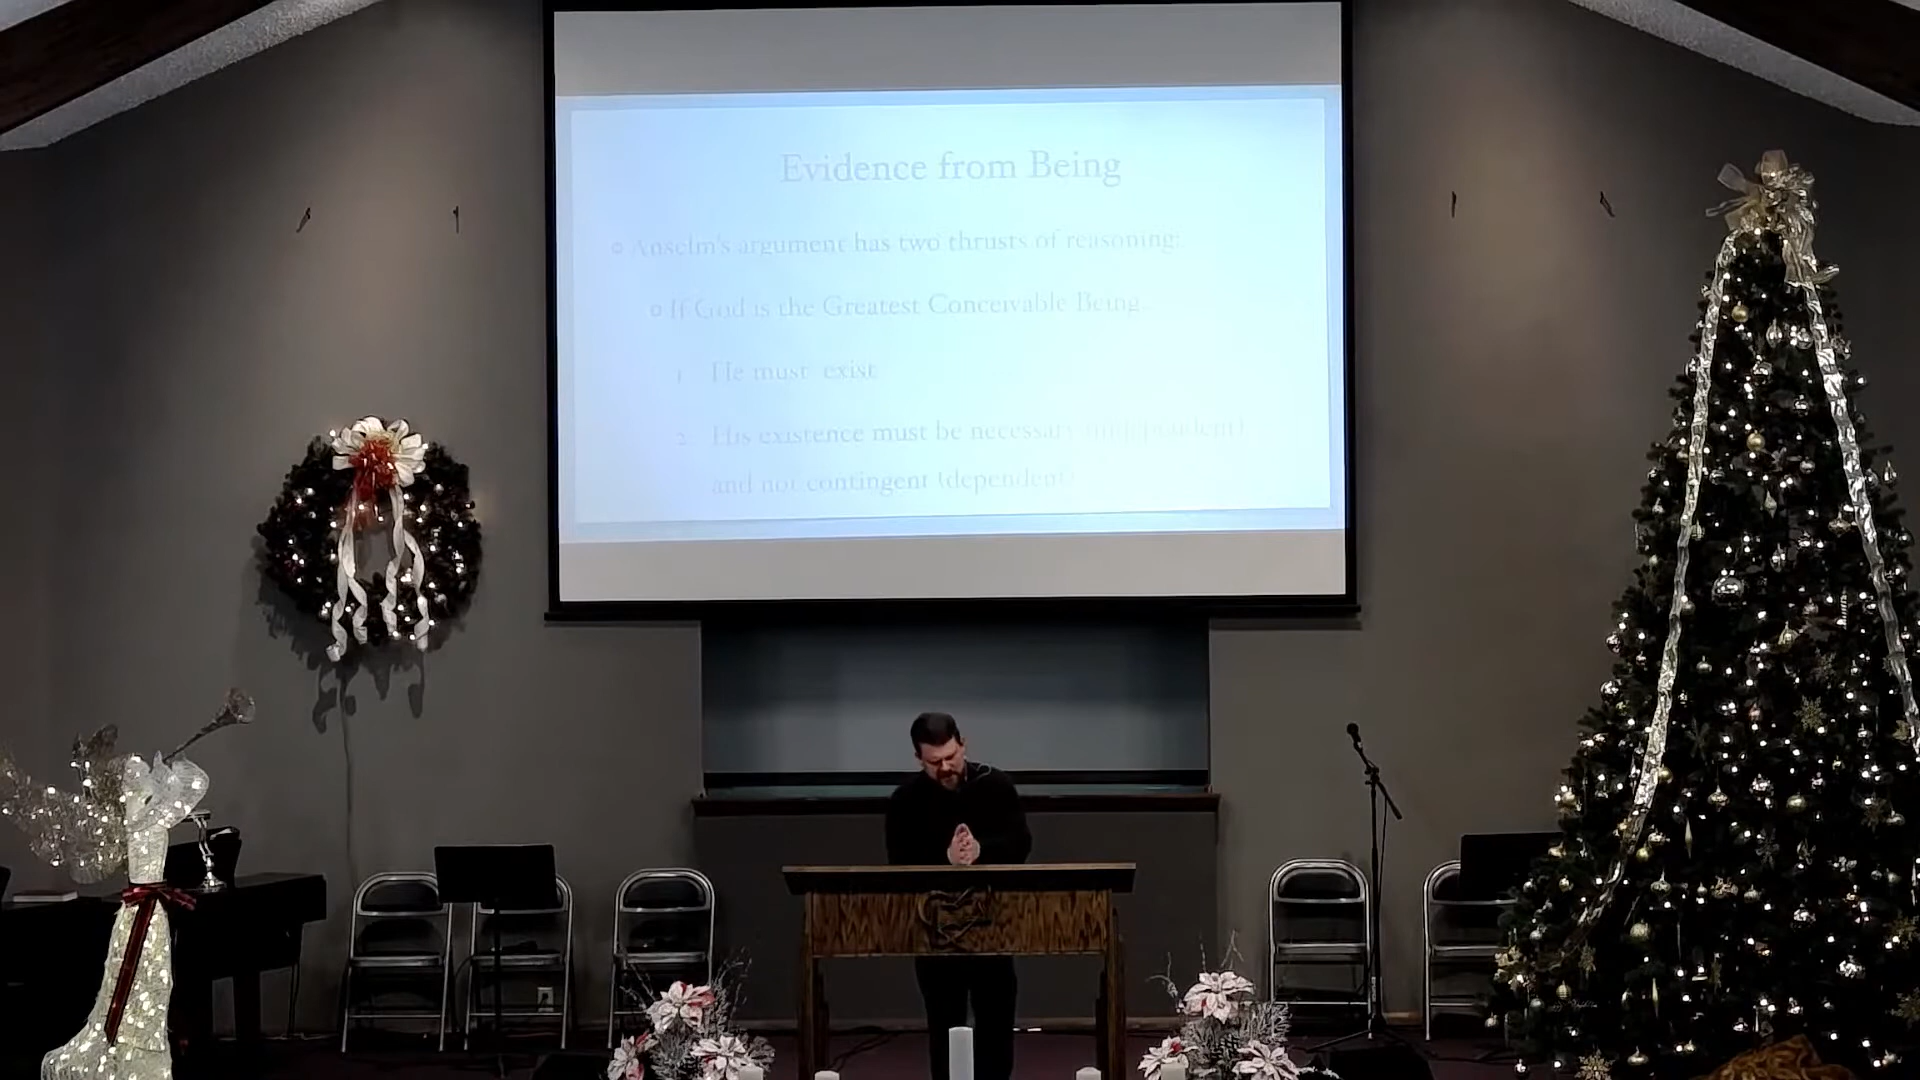 Evidence from Being
Anselm's argument has two thrusts of reasoning:
If God is the Greatest Conceivable Being
1. He must exist
2. His existence must be necessary (independent)
and not contingent (dependent)